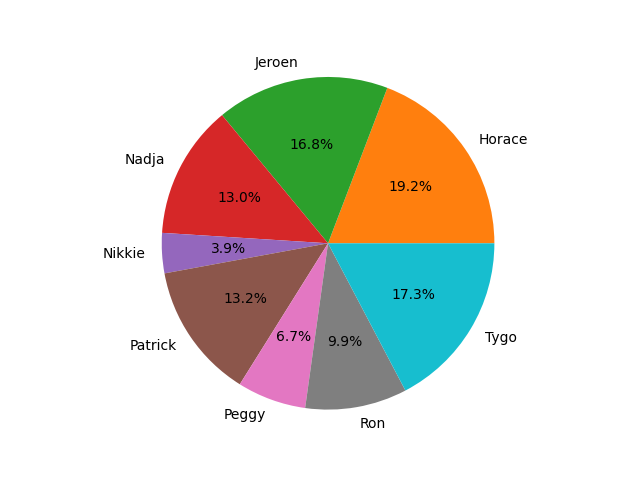 Jeroen
Horace
16.8%
Nadja
19.2%
13.0%
Nikkie
3.9%
13.2%
17.3%
Patrick
6.7%
9.9%
Tygo
Peggy
Ron